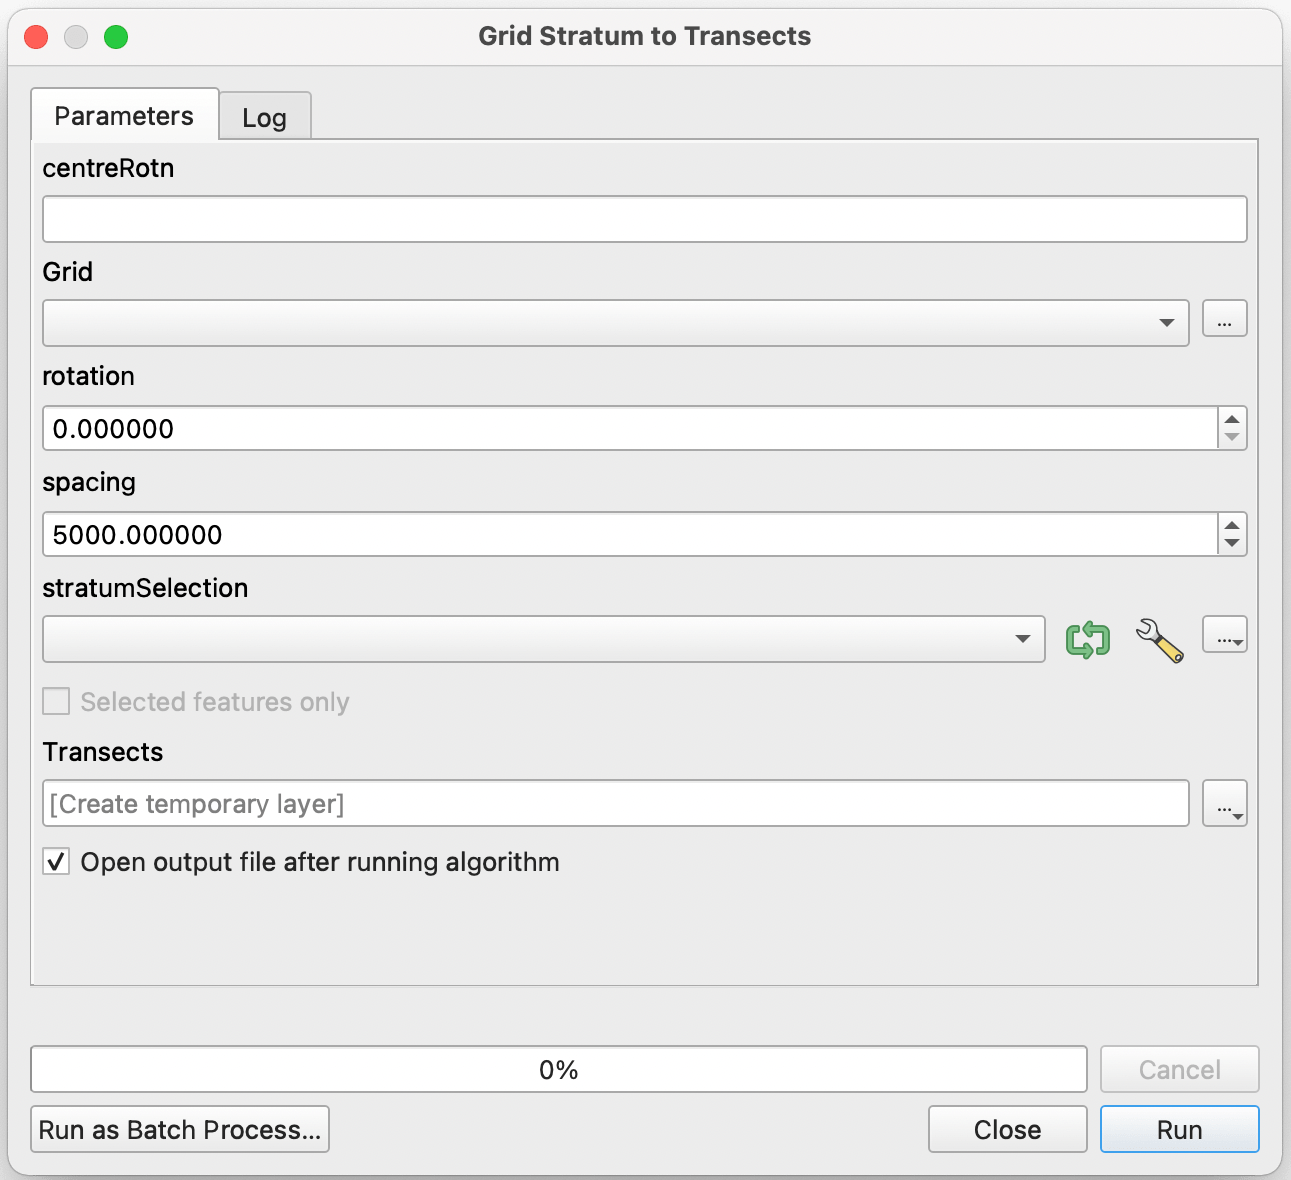 Grid Stratum to Transects
Parameters
Log
centreRotn
Grid
...
rotation
0.000000
spacing
5000.000000
stratumSelection
...
Selected features only
Transects
[Create temporary layer]
...
Open output file after running algorithm
0%
Cancel
Run as Batch Process...
Close
Run